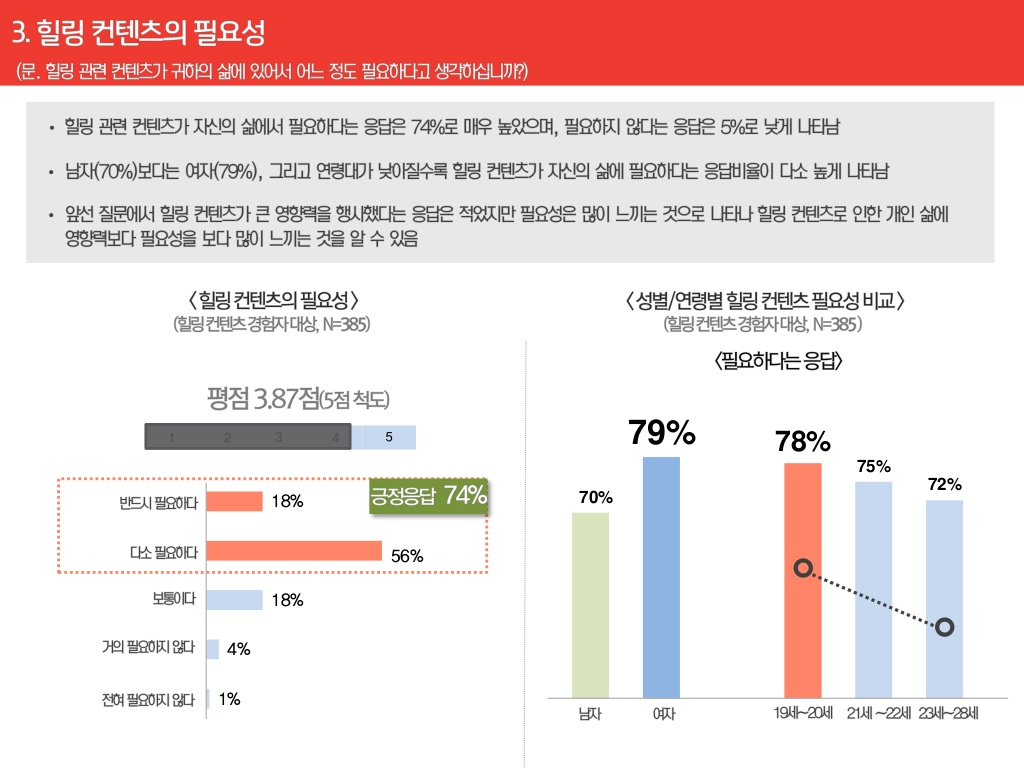 3. 힐링 컨텐츠의 필요성
(문. 힐링 관련 컨텐츠가 귀하의 삶에 있어서 어느 정도 필요하다고 생각하십니까?)
• 힐링 관련 컨텐츠가 자신의 삶에서 필요하다는 응답은 74%로 매우 높았으며, 필요하지 않다는 응답은 5%로 낮게 나타남
• 남자(70%)보다는 여자(79%), 그리고 연령대가 낮아질수록 힐링 컨텐츠가 자신의 삶에 필요하다는 응답비율이 다소 높게 나타남
• 앞선 질문에서 힐링 컨텐츠가 큰 영향력을 행사했다는 응답은 적었지만 필요성은 많이 느끼는 것으로 나타나 힐링 컨텐츠로 인한 개인 삶에
영향력보다 필요성을 보다 많이 느끼는 것을 알 수 있음
〈 힐링 컨텐츠의 필요성 〉
(힐링 컨텐츠 경험자 대상, N=385)
평점 3.87점(5점 척도)
1 2 3 4 5
긍정응답 74%
반드시 필요하다 18%
다소 필요하다 56%
보통이다 18%
거의 필요하지 않다 4%
전혀 필요하지 않다 1%
〈 성별/연령별 힐링 컨텐츠 필요성 비교 〉
(힐링 컨텐츠 경험자 대상, N=385 )
〈필요하다는 응답〉
70% 79% 78% 75% 72%
남자 여자 19세~20세 21세 ~22세 23세~28세